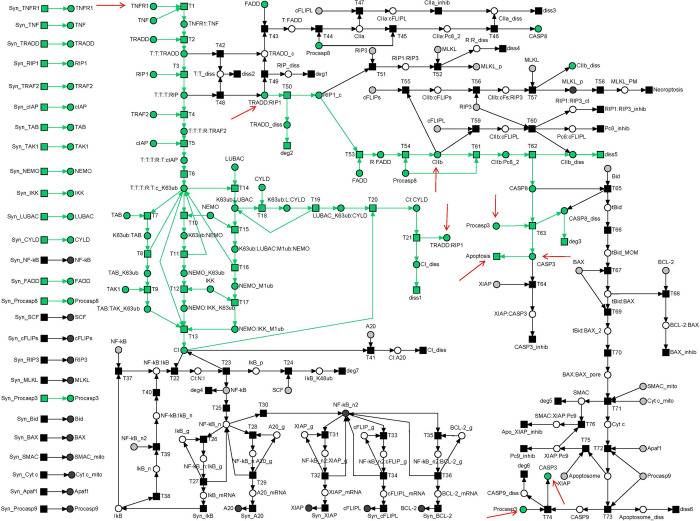 Syn_TNFR1 TNFR1
Syn_TNF TNF
Syn_TRADD TRADD
Syn_RIP1 RIP1
Syn_TRAF2 TRAF2
Syn_cIAP cIAP
Syn_TAB TAB
Syn_TAK1 TAK1
Syn_NEMO NEMO
Syn_IKK IKK
Syn_LUBAC LUBAC
Syn_CYLD CYLD
Syn_NF-kB NF-kB
Syn_FADD FADD
Syn_Procasp8 Procasp8
Syn_SCF SCF
Syn_cFLIPs cFLIPs
Syn_RIP3 RIP3
Syn_MLKL MLKL
Syn_Procasp3 Procasp3
Syn_Bid Bid
Syn_BAX BAX
Syn_SMAC SMAC_mito
Syn_Cyt c Cyt c_mito
Syn_Apaf1 Apaf1
Syn_Procasp9 Procasp9
TNFR1 T1
TNF
TNFR1:TNF
TRADD T2
T:T:TRADD
T3
RIP1
T:T:T:RIP
TRAF2 T4
T:T:T:R:TRAF2
cIAP T5
T:T:T:R:T:cIAP
T6
T:T:T:R:T:c_K63ub
TAB T7
K63ub:TAB
T8
TAB_K63ub
TAK1 T9
TAB:TAK_K63ub
NEMO
T10 K63ub:NEMO
T11
NEMO_K63ub
T12 IKK
NEMO:IKK_K63ub
T13
CI
LUBAC
T14
K63ub:LUBAC
T15
K63ub:LUBAC:M1ub:NEMO
T16
NEMO_M1ub
T17
NEMO:IKK_M1ub
CYLD
T18
K63ub:L:CYLD
T19
LUBAC_K63ub:CYLD
T20
CI:CYLD
T21
TRADD:RIP1
CI_diss
diss1
FADD
T43
T:FADD
T42
TRADD_c
T:T_diss
diss2
T48
T49
RIP_diss
deg1
TRADD:RIP1
T50
RIP1_c
TRADD_diss
deg2
cFLIPL
T47
CIIa_inhib
diss3
T44
CIIa
T45
CIIa:Pc8_2
T46
CIIa_diss
CASP8
Procasp8
RIP3
T51
RIP1:RIP3
T52
MLKL
R:R_diss
diss4
MLKL_p
cFLIPs
T55
CIIb:cFLIPs
T56
CIIb:cFs:RIP3
RIP3
MLKL
T57
CIIb_diss
MLKL_p
T58
MLKL_PM
Necroptosis
cFLIPL
T59
CIIb:cFLIPL
T60
RIP1:RIP3_cl
RIP1:RIP3_inhib
Pc8_inhib
T53
R:FADD
T54
CIIb
T61
CIIb:Pc8_2
T62
CIIb_diss
diss5
FADD
Procasp8
CASP8
Procasp3
T63
CASP8_diss
deg3
Apoptosis
CASP3
XIAP
T64
XIAP:CASP3
CASP3_inhib
Bid
T65
tBid
T66
tBid_MOM
BAX
T67
tBid:BAX
BCL-2
T68
BCL-2:BAX
BAX_inhib
T69
tBid:BAX_2
T70
BAX:BAX_pore
SMAC_mito
Cyt c_mito
T71
SMAC
deg5
SMAC:XIAP
T76
Apo_XIAP_inhib
Cyt c
T72
Apaf1
T75
XIAP:Pc9
Pc9_inhib
Apoptosome
XIAP
Procasp9
T73
Apoptosome_diss
diss6
CASP9
T74
CASP9_diss
deg6
CASP3
Procasp3
A20
T41
CI:A20
CI_diss
NF-kB
T37
NF-kB:IkB
T22
CI:N:I
T23
IkB_p
T24
IkB_K48ub
deg7
SCF
NF-kB
deg4
T25
T40
NF-kB:IkB_n
NF-kB_n2
T39
IkB_n
T38
IkB
NF-kB_n
T30
NF-kB_n2
IkB_g
T26
NF-kB_n:IkB_g
T27
IkB_mRNA
Syn_IkB
T28
A20_g
NF-kB_n:A20_g
T29
A20_mRNA
A20
Syn_A20
XIAP_g
T31
NF-kB_n2:XIAP_g
T32
XIAP_mRNA
XIAP
Syn_XIAP
cFLIP_g
T33
NF-kB_n2:cFLIP_g
T34
cFLIP_mRNA
cFLIPL
Syn_cFLIPL
BCL-2_g
T35
NF-kB_n2:BCL-2_g
T36
BCL-2_mRNA
BCL-2
Syn_BCL-2